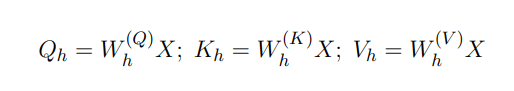 $Q_h = W_h^{(Q)} X; \; K_h = W_h^{(K)} X; \; V_h = W_h^{(V)} X$